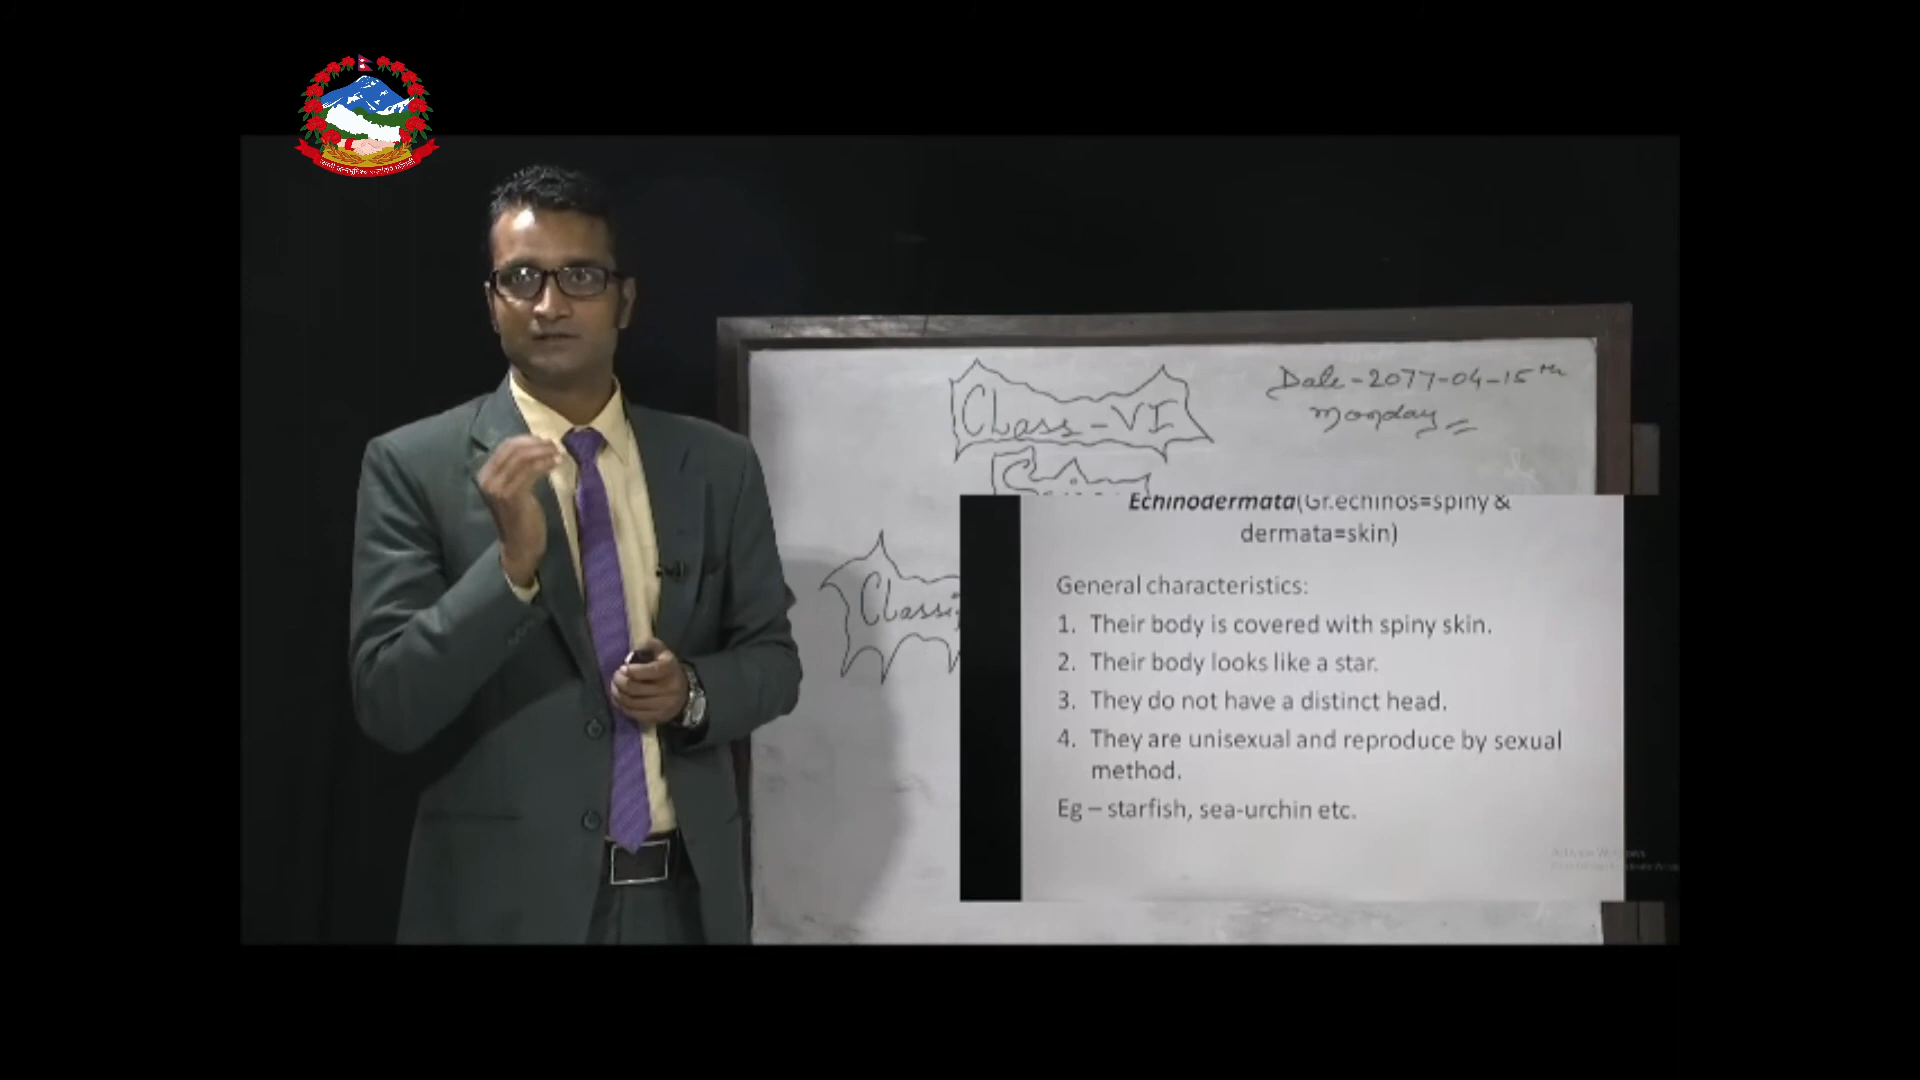 Class-VI
Date-2077-04-15th
Monday
Echinodermata(Gr.echinos=spiny &
dermata=skin)
General characteristics:
1. Their body is covered with spiny skin.
2. Their body looks like a star.
3. They do not have a distinct head.
4. They are unisexual and reproduce by sexual
method.
Eg – starfish, sea-urchin etc.